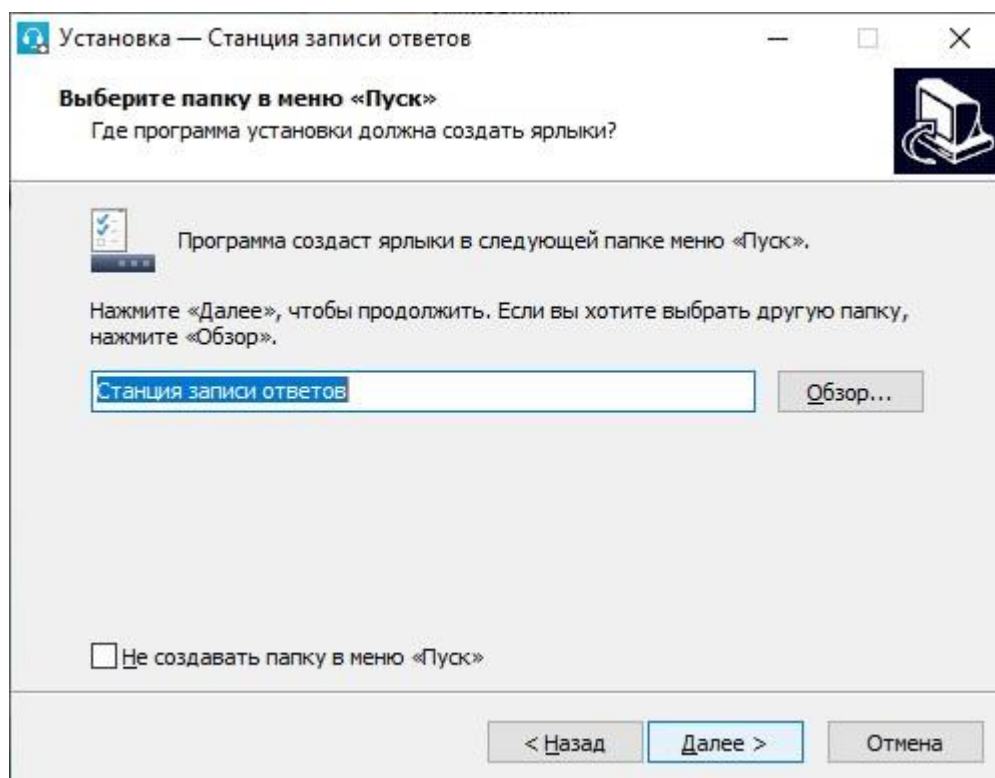 Установка — Станция записи ответов
Выберите папку в меню «Пуск»
Где программа установки должна создать ярлыки?
Программа создаст ярлыки в следующей папке меню «Пуск».
Нажмите «Далее», чтобы продолжить. Если вы хотите выбрать другую папку,
нажмите «Обзор».
Станция записи ответов
Обзор...
Не создавать папку в меню «Пуск»
< Назад Далее > Отмена